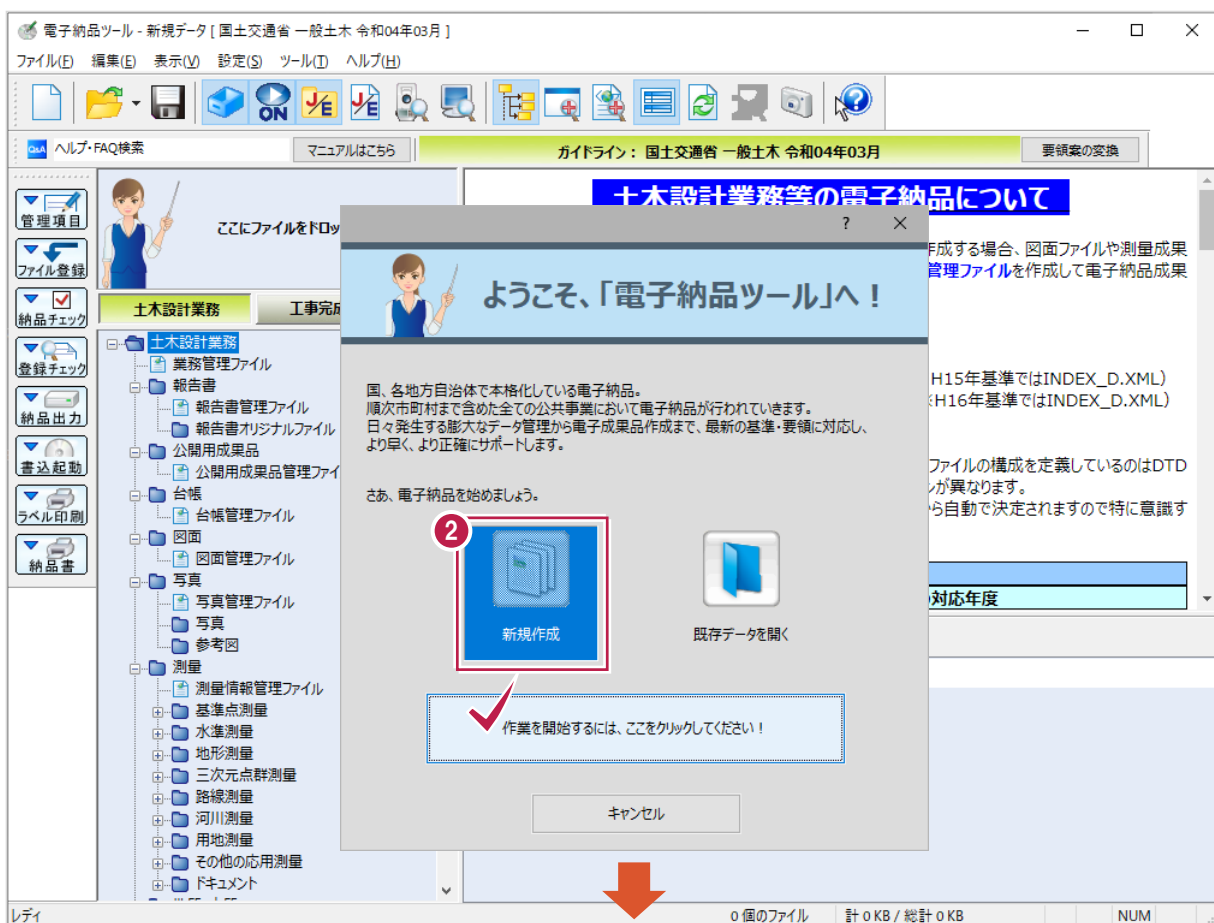 電子納品ツール - 新規データ [ 国土交通省 一般土木 令和04年03月 ]
ファイル(F) 編集(E) 表示(V) 設定(S) ツール(T) ヘルプ(H)
ON J/E J/E
Q&A ヘルプ・FAQ検索 マニュアルはこちら ガイドライン： 国土交通省 一般土木 令和04年03月 要領案の変換
管理項目
ファイル登録
納品チェック
登録チェック
納品出力
書込起動
ラベル印刷
納品書
ここにファイルをドロッ
土木設計業務 工事完成
土木設計業務
業務管理ファイル
報告書
報告書管理ファイル
報告書オリジナルファイル
公開用成果品
公開用成果品管理ファイ
台帳
台帳管理ファイル
図面
図面管理ファイル
写真
写真管理ファイル
写真
参考図
測量
測量情報管理ファイル
基準点測量
水準測量
地形測量
三次元点群測量
路線測量
河川測量
用地測量
その他の応用測量
ドキュメント
土木設計業務等の電子納品について
作成する場合、図面ファイルや測量成果
管理ファイルを作成して電子納品成果
H15年基準ではINDEX_D.XML）
H16年基準ではINDEX_D.XML）
ファイルの構成を定義しているのはDTD
が異なります。
ら自動で決定されますので特に意識す
対応年度
? ×
ようこそ、「電子納品ツール」へ！
国、各地方自治体で本格化している電子納品。
順次市町村まで含めた全ての公共事業において電子納品が行われていきます。
日々発生する膨大なデータ管理から電子成果品作成まで、最新の基準・要領に対応し、
より早く、より正確にサポートします。
さあ、電子納品を始めましょう。
2
新規作成 既存データを開く
作業を開始するには、ここをクリックしてください！
キャンセル
レディ 0 個のファイル 計 0 KB / 総計 0 KB NUM